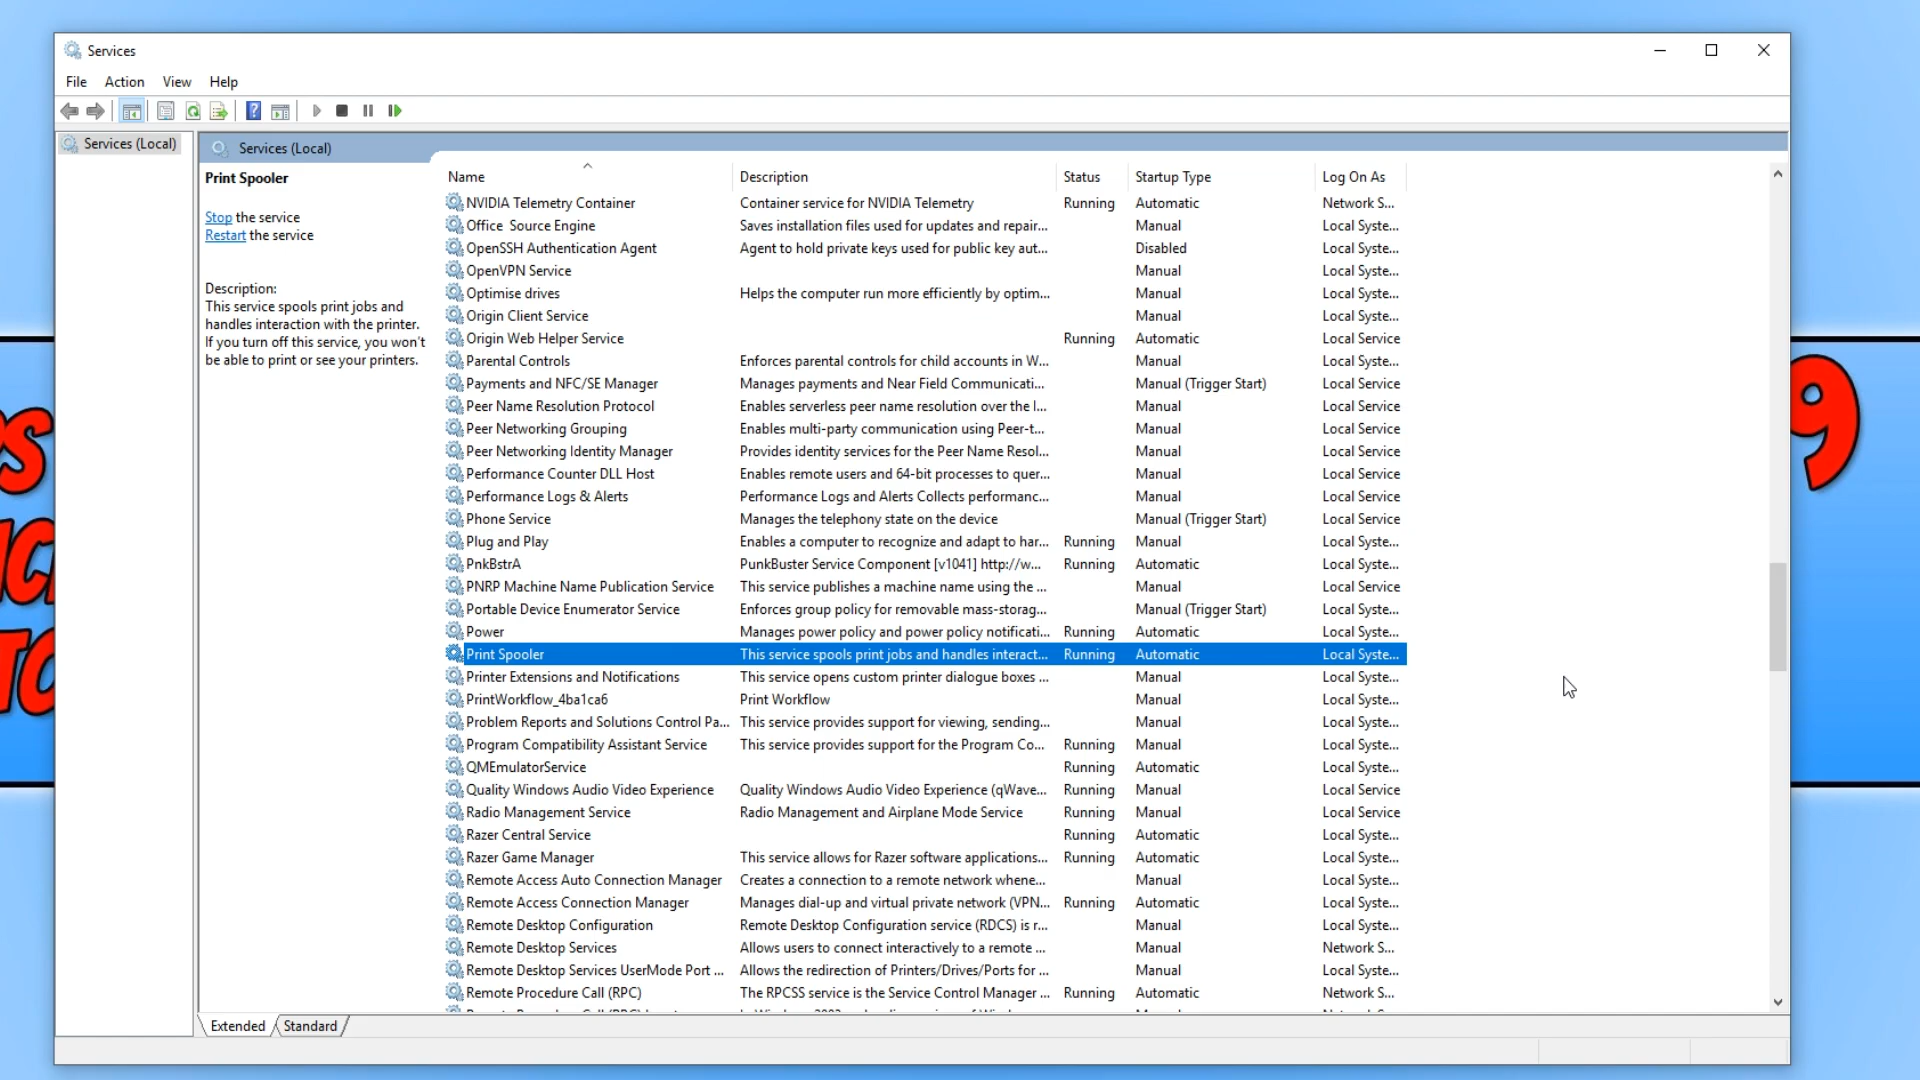 Services
File Action View Help
Services (Local)
Services (Local)
Print Spooler
Stop the service
Restart the service
Description:
This service spools print jobs and
handles interaction with the printer.
If you turn off this service, you won't
be able to print or see your printers.
Name Description Status Startup Type Log On As
NVIDIA Telemetry Container Container service for NVIDIA Telemetry Running Automatic Network S...
Office  Source Engine Saves installation files used for updates and repair... Manual Local Syste...
OpenSSH Authentication Agent Agent to hold private keys used for public key aut... Disabled Local Syste...
OpenVPN Service Manual Local Syste...
Optimise drives Helps the computer run more efficiently by optim... Manual Local Syste...
Origin Client Service Manual Local Syste...
Origin Web Helper Service Running Automatic Local Service
Parental Controls Enforces parental controls for child accounts in W... Manual Local Syste...
Payments and NFC/SE Manager Manages payments and Near Field Communicati... Manual (Trigger Start) Local Service
Peer Name Resolution Protocol Enables serverless peer name resolution over the I... Manual Local Service
Peer Networking Grouping Enables multi-party communication using Peer-t... Manual Local Service
Peer Networking Identity Manager Provides identity services for the Peer Name Resol... Manual Local Service
Performance Counter DLL Host Enables remote users and 64-bit processes to quer... Manual Local Service
Performance Logs & Alerts Performance Logs and Alerts Collects performanc... Manual Local Service
Phone Service Manages the telephony state on the device Manual (Trigger Start) Local Service
Plug and Play Enables a computer to recognize and adapt to har... Running Manual Local Syste...
PnkBstrA PunkBuster Service Component [v1041] http://w... Running Automatic Local Syste...
PNRP Machine Name Publication Service This service publishes a machine name using the ... Manual Local Service
Portable Device Enumerator Service Enforces group policy for removable mass-storag... Manual (Trigger Start) Local Syste...
Power Manages power policy and power policy notificati... Running Automatic Local Syste...
Print Spooler This service spools print jobs and handles interact... Running Automatic Local Syste...
Printer Extensions and Notifications This service opens custom printer dialogue boxes ... Manual Local Syste...
PrintWorkflow_4ba1ca6 Print Workflow Manual Local Syste...
Problem Reports and Solutions Control Pa... This service provides support for viewing, sending... Manual Local Syste...
Program Compatibility Assistant Service This service provides support for the Program Co... Running Manual Local Syste...
QMEmulatorService Running Automatic Local Syste...
Quality Windows Audio Video Experience Quality Windows Audio Video Experience (qWave... Running Manual Local Service
Radio Management Service Radio Management and Airplane Mode Service Running Manual Local Service
Razer Central Service Running Automatic Local Syste...
Razer Game Manager This service allows for Razer software applications... Running Automatic Local Syste...
Remote Access Auto Connection Manager Creates a connection to a remote network whene... Manual Local Syste...
Remote Access Connection Manager Manages dial-up and virtual private network (VPN... Running Automatic Local Syste...
Remote Desktop Configuration Remote Desktop Configuration service (RDCS) is r... Manual Local Syste...
Remote Desktop Services Allows users to connect interactively to a remote ... Manual Network S...
Remote Desktop Services UserMode Port ... Allows the redirection of Printers/Drives/Ports for ... Manual Local Syste...
Remote Procedure Call (RPC) The RPCSS service is the Service Control Manager ... Running Automatic Network S...
Extended Standard